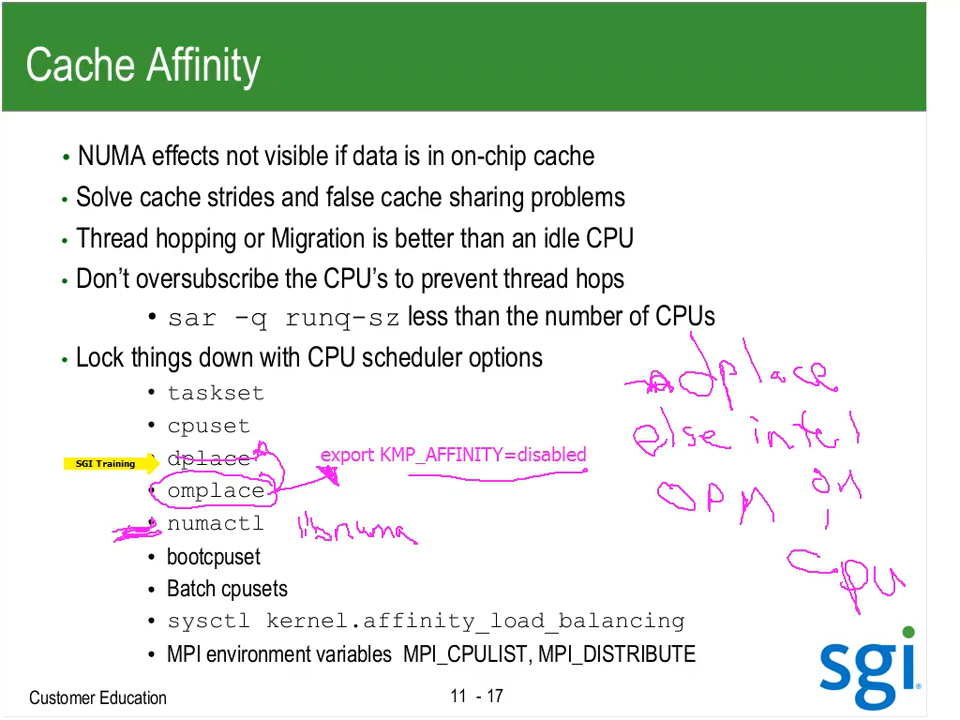 Cache Affinity
• NUMA effects not visible if data is in on-chip cache
• Solve cache strides and false cache sharing problems
• Thread hopping or Migration is better than an idle CPU
• Don't oversubscribe the CPU's to prevent thread hops
• sar -q runq-sz less than the number of CPUs
• Lock things down with CPU scheduler options
• taskset
• cpuset
SGI Training
• dplace
export KMP_AFFINITY=disabled
• omplace
• numactl
libnuma
• bootcpuset
• Batch cpusets
• sysctl kernel.affinity_load_balancing
• MPI environment variables MPI_CPULIST, MPI_DISTRIBUTE
dplace
else intel
on
cpu
sgi
Customer Education
11 - 17